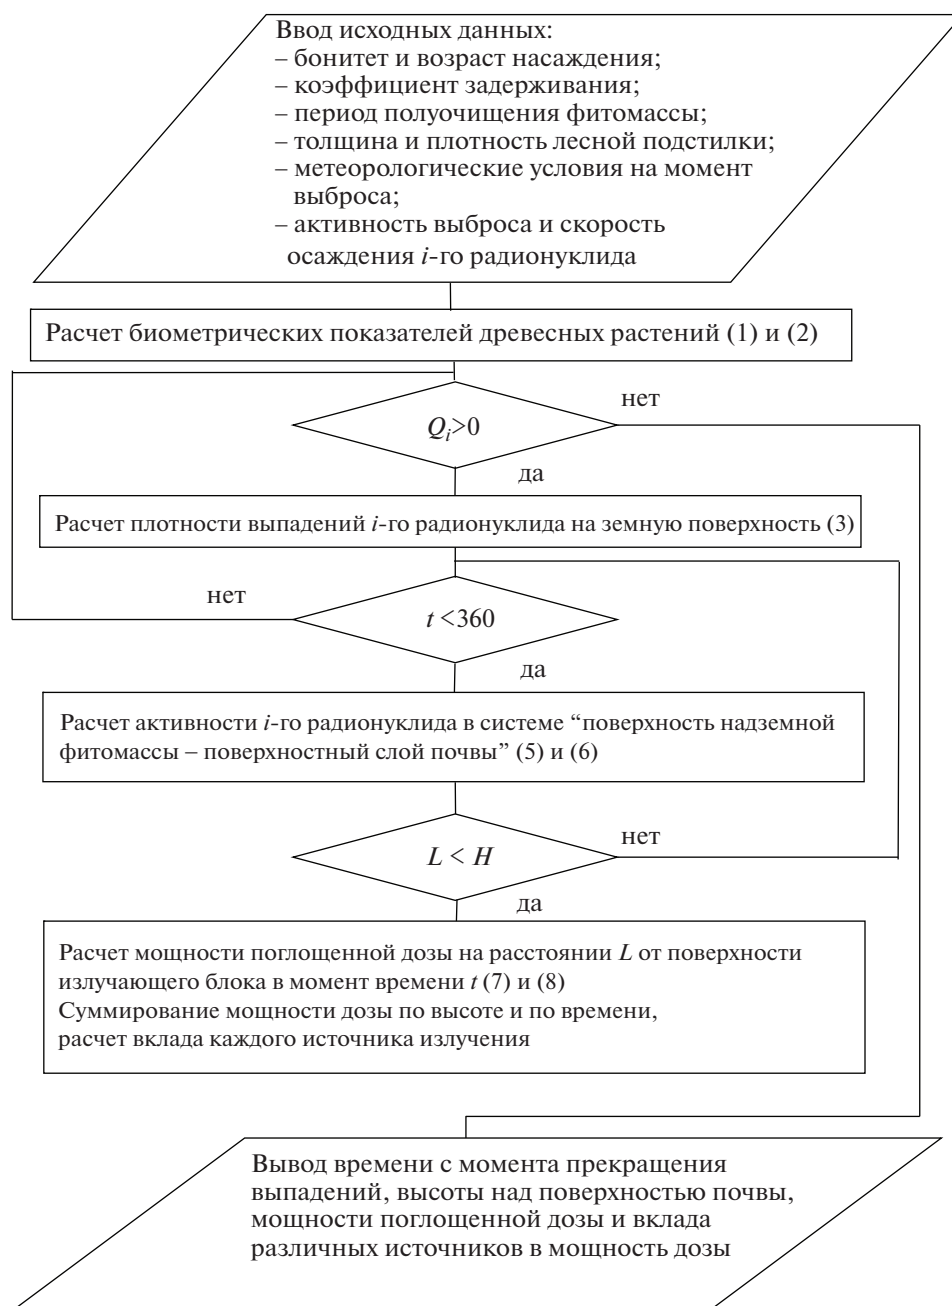 Ввод исходных данных:
– бонитет и возраст насаждения;
– коэффициент задерживания;
– период полуочищения фитомассы;
– толщина и плотность лесной подстилки;
– метеорологические условия на момент
выброса;
– активность выброса и скорость
осаждения i-го радионуклида
Расчет биометрических показателей древесных растений (1) и (2)
нет
Qi>0
да
Расчет плотности выпадений i-го радионуклида на земную поверхность (3)
нет
t <360
да
Расчет активности i-го радионуклида в системе “поверхность надземной
фитомассы – поверхностный слой почвы” (5) и (6)
нет
L < H
да
Расчет мощности поглощенной дозы на расстоянии L от поверхности
излучающего блока в момент времени t (7) и (8)
Суммирование мощности дозы по высоте и по времени,
расчет вклада каждого источника излучения
Вывод времени с момента прекращения
выпадений, высоты над поверхностью почвы,
мощности поглощенной дозы и вклада
различных источников в мощность дозы